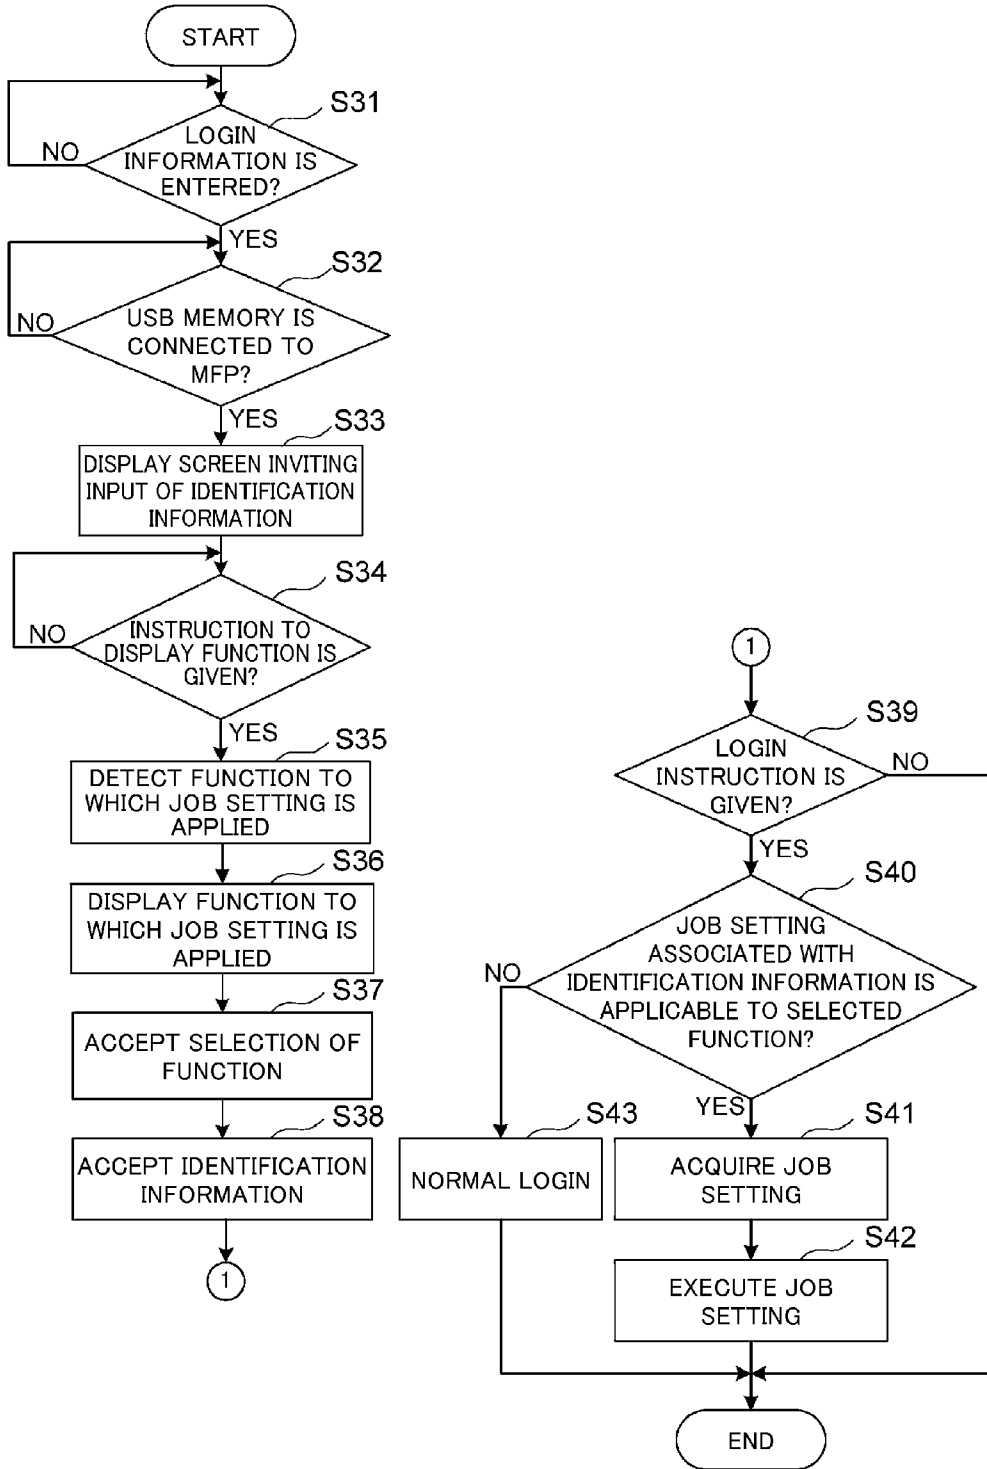 START
S31
LOGIN
INFORMATION IS
ENTERED?
NO
YES
S32
USB MEMORY IS
CONNECTED TO
MFP?
NO
YES
S33
DISPLAY SCREEN INVITING
INPUT OF IDENTIFICATION
INFORMATION
S34
INSTRUCTION TO
DISPLAY FUNCTION IS
GIVEN?
NO
YES
S35
DETECT FUNCTION TO
WHICH JOB SETTING IS
APPLIED
S36
DISPLAY FUNCTION TO
WHICH JOB SETTING IS
APPLIED
S37
ACCEPT SELECTION OF
FUNCTION
S38
ACCEPT IDENTIFICATION
INFORMATION
1
1
S39
LOGIN
INSTRUCTION IS
GIVEN?
NO
YES
S40
JOB SETTING
ASSOCIATED WITH
IDENTIFICATION INFORMATION IS
APPLICABLE TO SELECTED
FUNCTION?
NO
YES
S43
NORMAL LOGIN
S41
ACQUIRE JOB
SETTING
S42
EXECUTE JOB
SETTING
END